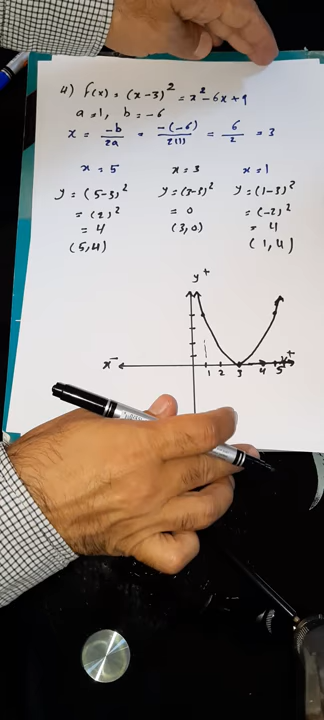 4) f(x) = (x-3)² = x² - 6x + 9
a = 1, b = -6
x = -b/2a = -(-6)/2(1) = 6/2 = 3
x = 5 x = 3 x = 1
y = (5-3)² y = (3-3)² y = (1-3)²
= (2)² = 0 = (-2)²
= 4 (3,0) = 4
(5,4) (1,4)
y+
x- 1 2 3 4 5